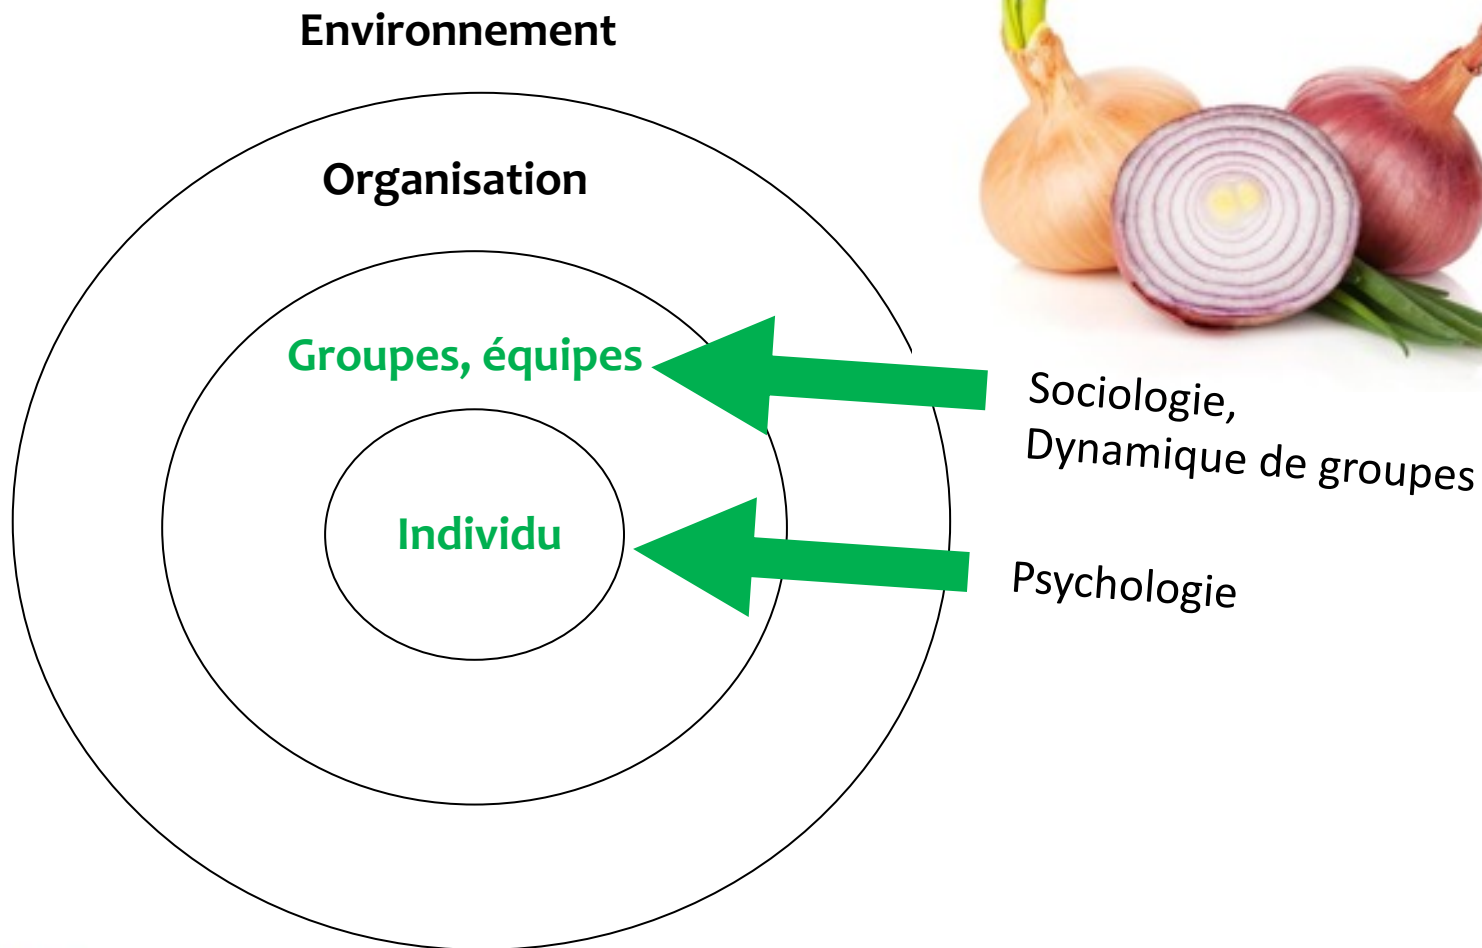 Environnement
Organisation
Groupes, équipes
Sociologie,
Dynamique de groupes
Individu
Psychologie